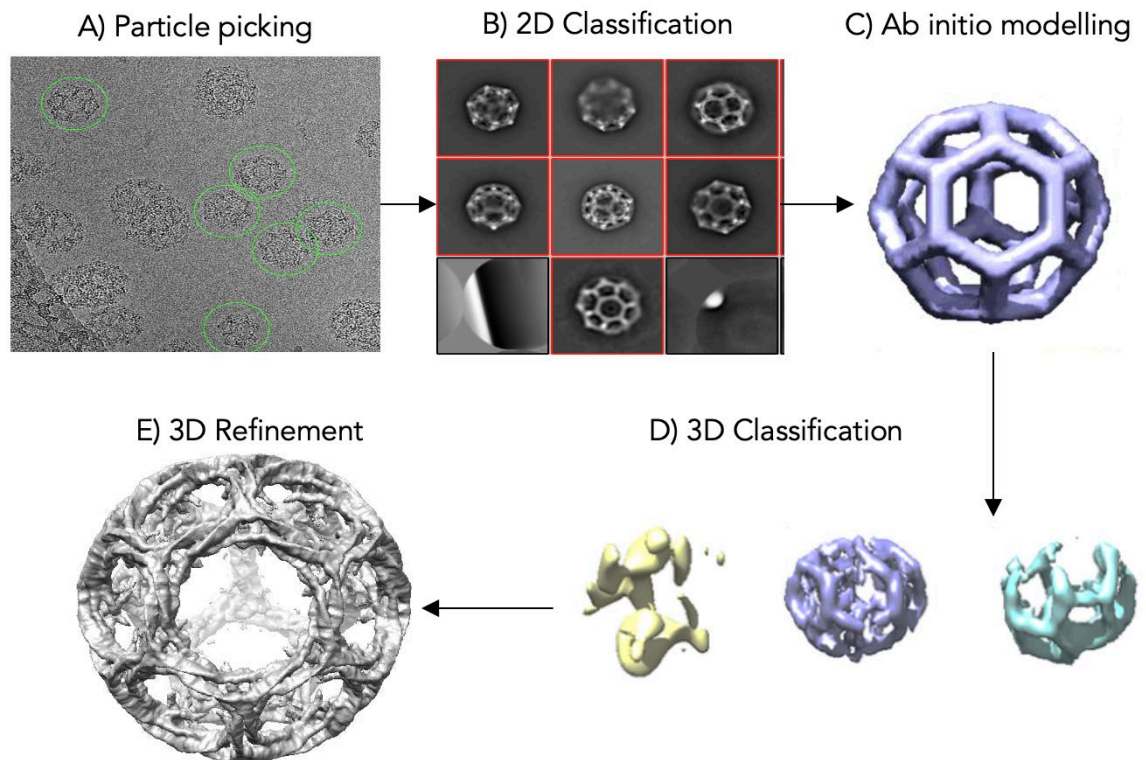 A) Particle picking
B) 2D Classification
C) Ab initio modelling
E) 3D Refinement
D) 3D Classification